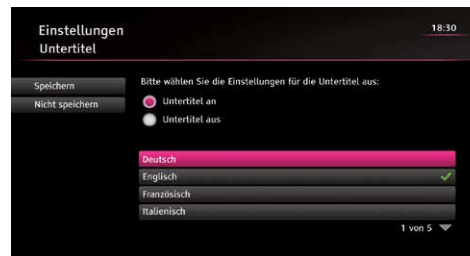 Einstellungen
18:30
Untertitel
Speichern
Nicht speichern
Bitte wählen Sie die Einstellungen für die Untertitel aus:
Untertitel an
Untertitel aus
Deutsch
Englisch
Französisch
Italienisch
1 von 5